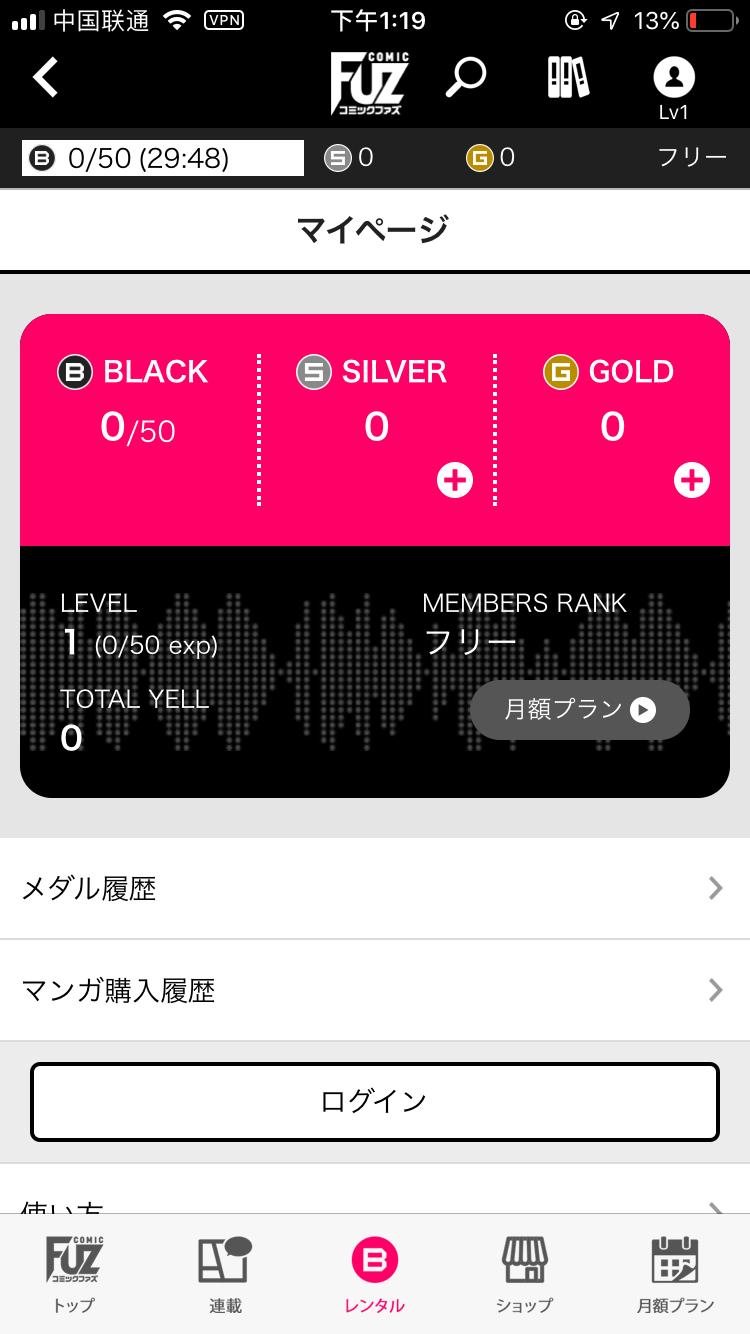 中国联通 VPN 下午1:19 13%
COMIC
FUZ
コミックファズ
Lv1
B 0/50 (29:48) S 0 G 0 フリー
マイページ
B BLACK S SILVER G GOLD
0/50 0 0
LEVEL MEMBERS RANK
1 (0/50 exp) フリー
TOTAL YELL 月額プラン
0
メダル履歴
マンガ購入履歴
ログイン
使い方
COMIC
FUZ
コミックファズ
B
トップ 連載 レンタル ショップ 月額プラン